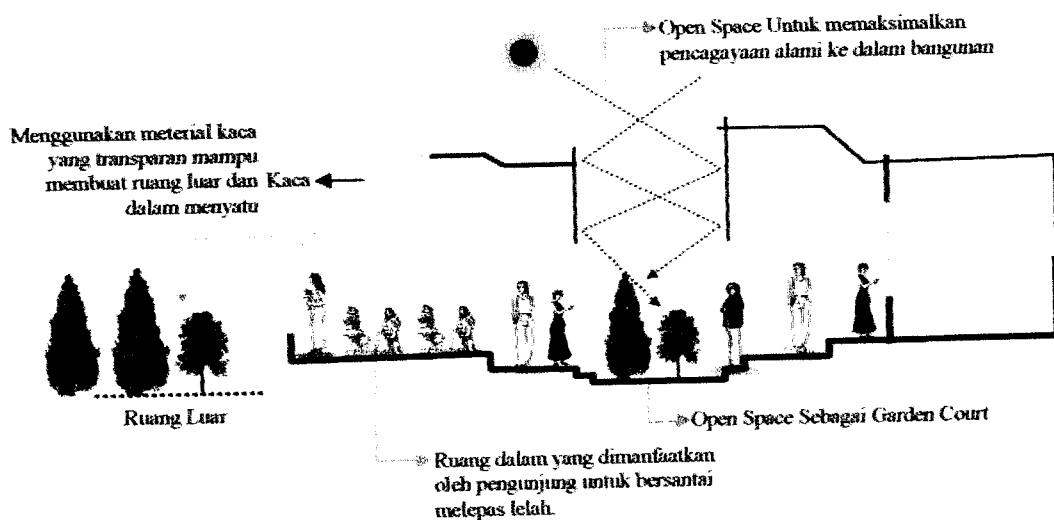 Open Space Untuk memaksimalkan
pencagayaan alami ke dalam bangunan
Menggunakan meterial kaca
yang transparan mampu
membuat ruang luar dan
dalam menyatu
Kaca
Ruang Luar
Open Space Sebagai Garden Court
Ruang dalam yang dimanfaatkan
oleh pengunjung untuk bersantai
melepas lelah.